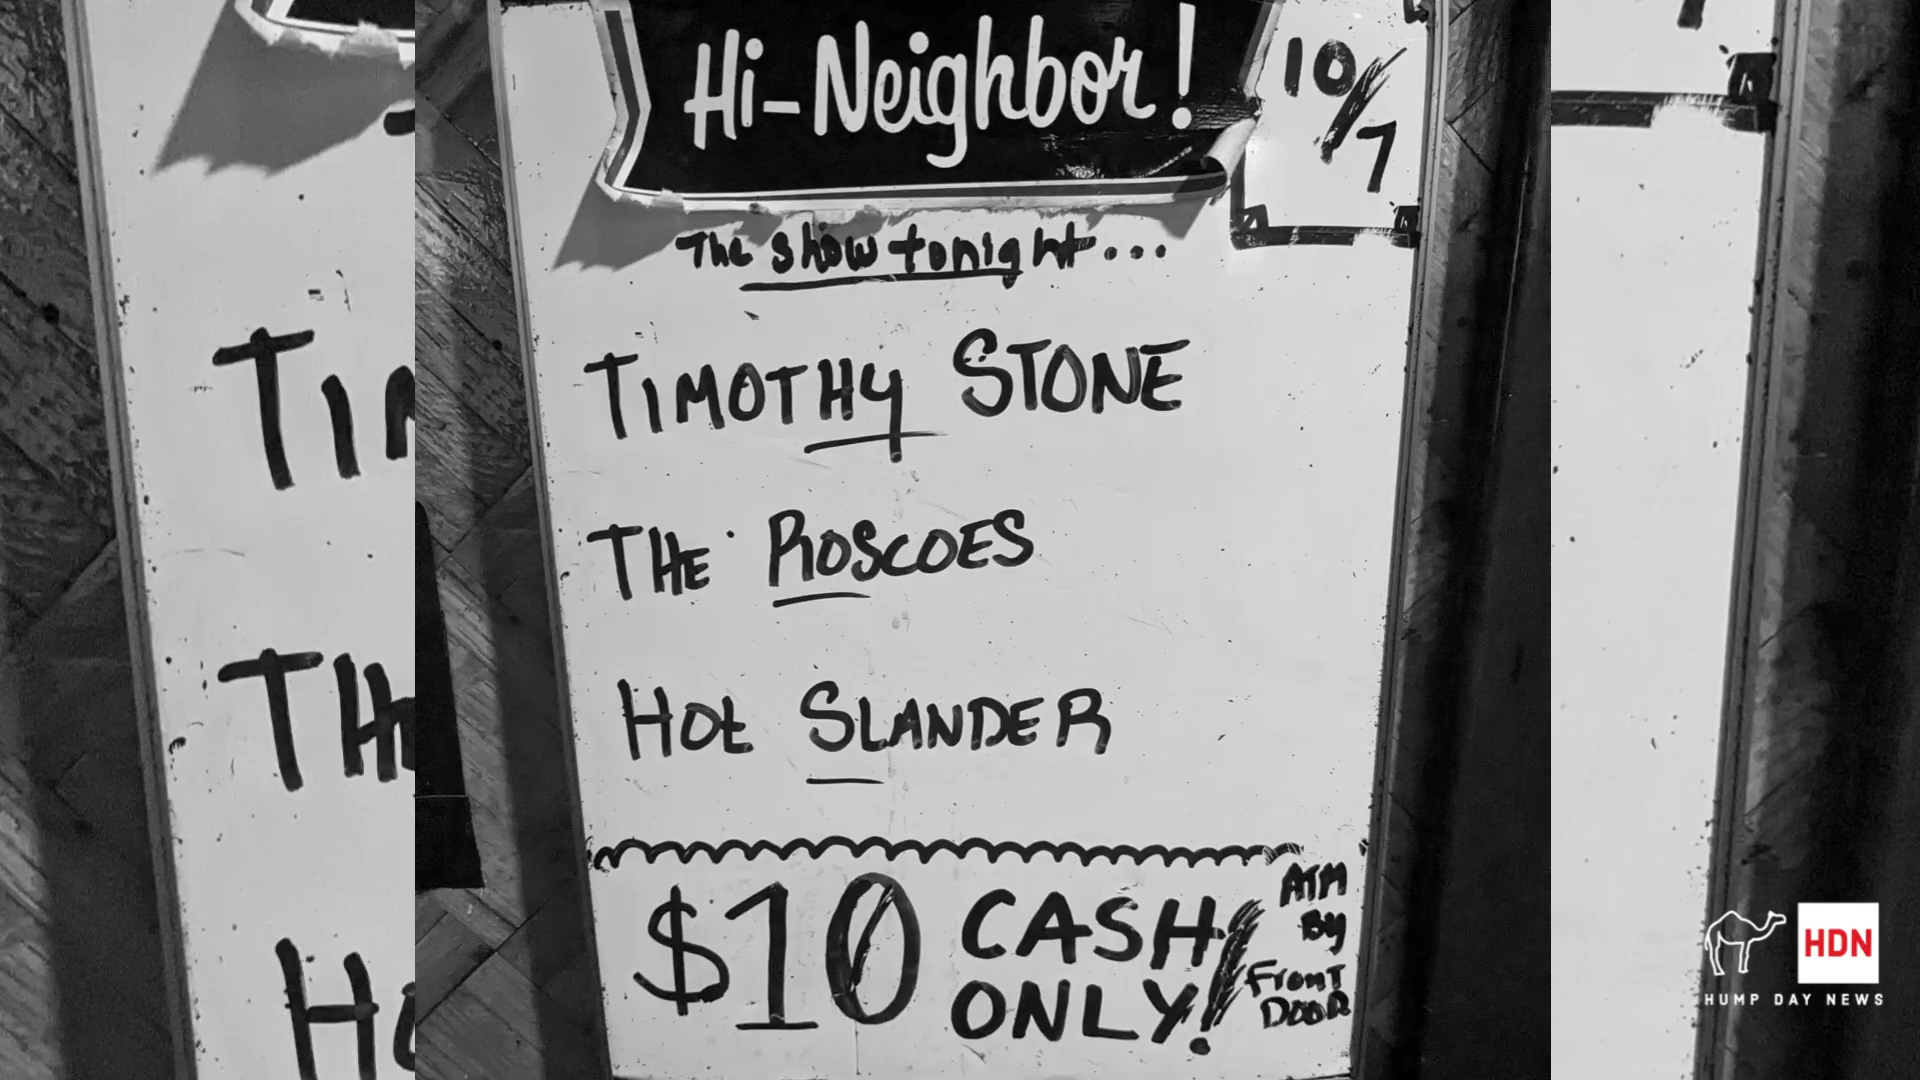 Hi-Neighbor!
10/7
The show tonight...
TIMOTHY STONE
THE ROSCOES
HOt SLANDER
$10 CASH ONLY!
ATM
By
Front
DOOR
HDN
HUMP DAY NEWS